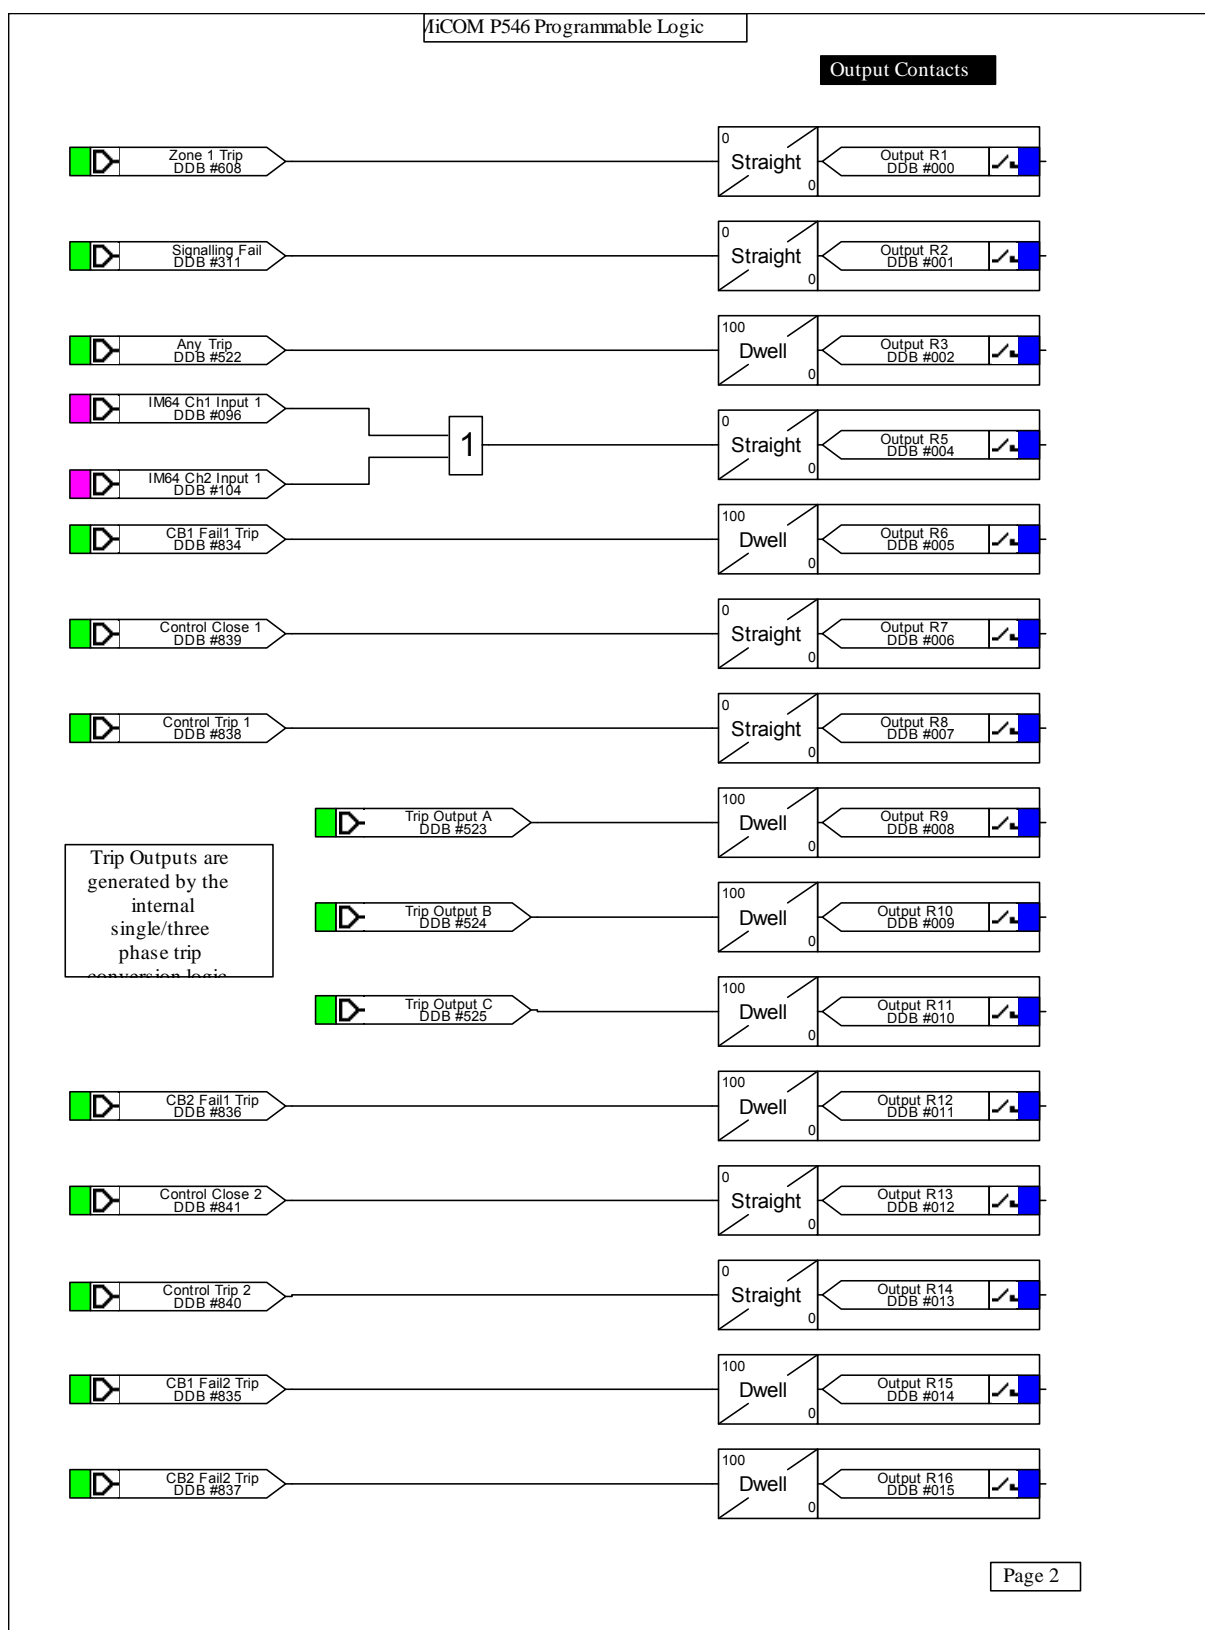 MiCOM P546 Programmable Logic
Output Contacts
Zone 1 Trip
DDB #608
0
Straight
0
Output R1
DDB #000
Signalling Fail
DDB #311
0
Straight
0
Output R2
DDB #001
Any Trip
DDB #522
100
Dwell
0
Output R3
DDB #002
IM64 Ch1 Input 1
DDB #096
IM64 Ch2 Input 1
DDB #104
1
0
Straight
0
Output R5
DDB #004
CB1 Fail1 Trip
DDB #834
100
Dwell
0
Output R6
DDB #005
Control Close 1
DDB #839
0
Straight
0
Output R7
DDB #006
Control Trip 1
DDB #838
0
Straight
0
Output R8
DDB #007
Trip Output A
DDB #523
100
Dwell
0
Output R9
DDB #008
Trip Outputs are
generated by the
internal
single/three
phase trip
conversion logic
Trip Output B
DDB #524
100
Dwell
0
Output R10
DDB #009
Trip Output C
DDB #525
100
Dwell
0
Output R11
DDB #010
CB2 Fail1 Trip
DDB #836
100
Dwell
0
Output R12
DDB #011
Control Close 2
DDB #841
0
Straight
0
Output R13
DDB #012
Control Trip 2
DDB #840
0
Straight
0
Output R14
DDB #013
CB1 Fail2 Trip
DDB #835
100
Dwell
0
Output R15
DDB #014
CB2 Fail2 Trip
DDB #837
100
Dwell
0
Output R16
DDB #015
Page 2